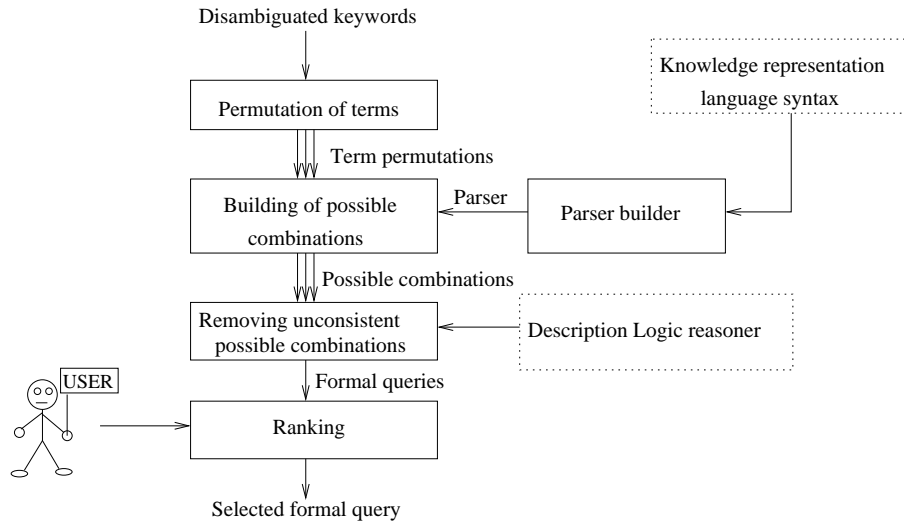 Disambiguated keywords
Permutation of terms
Knowledge representation
language syntax
Term permutations
Building of possible
combinations
Parser
Parser builder
Possible combinations
Removing unconsistent
possible combinations
Description Logic reasoner
Formal queries
USER
Ranking
Selected formal query